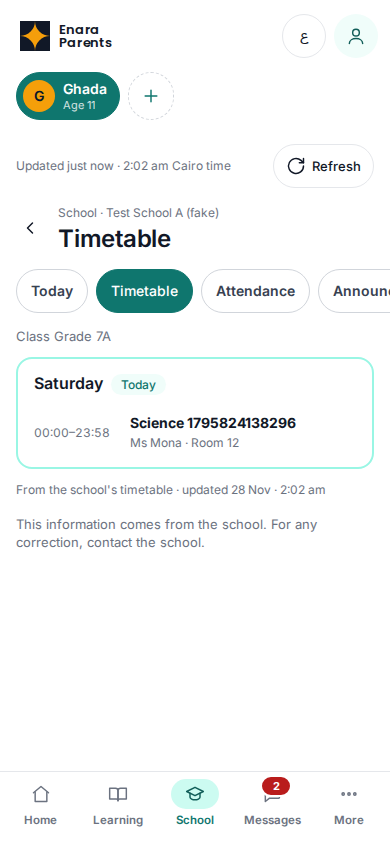 Enara
Parents
ع
G
Ghada
Age 11
Updated just now · 2:02 am Cairo time
Refresh
School · Test School A (fake)
Timetable
Today
Timetable
Attendance
Announc
Class Grade 7A
Saturday
Today
00:00–23:58
Science 1795824138296
Ms Mona · Room 12
From the school's timetable · updated 28 Nov · 2:02 am
This information comes from the school. For any
correction, contact the school.
2
Home
Learning
School
Messages
More